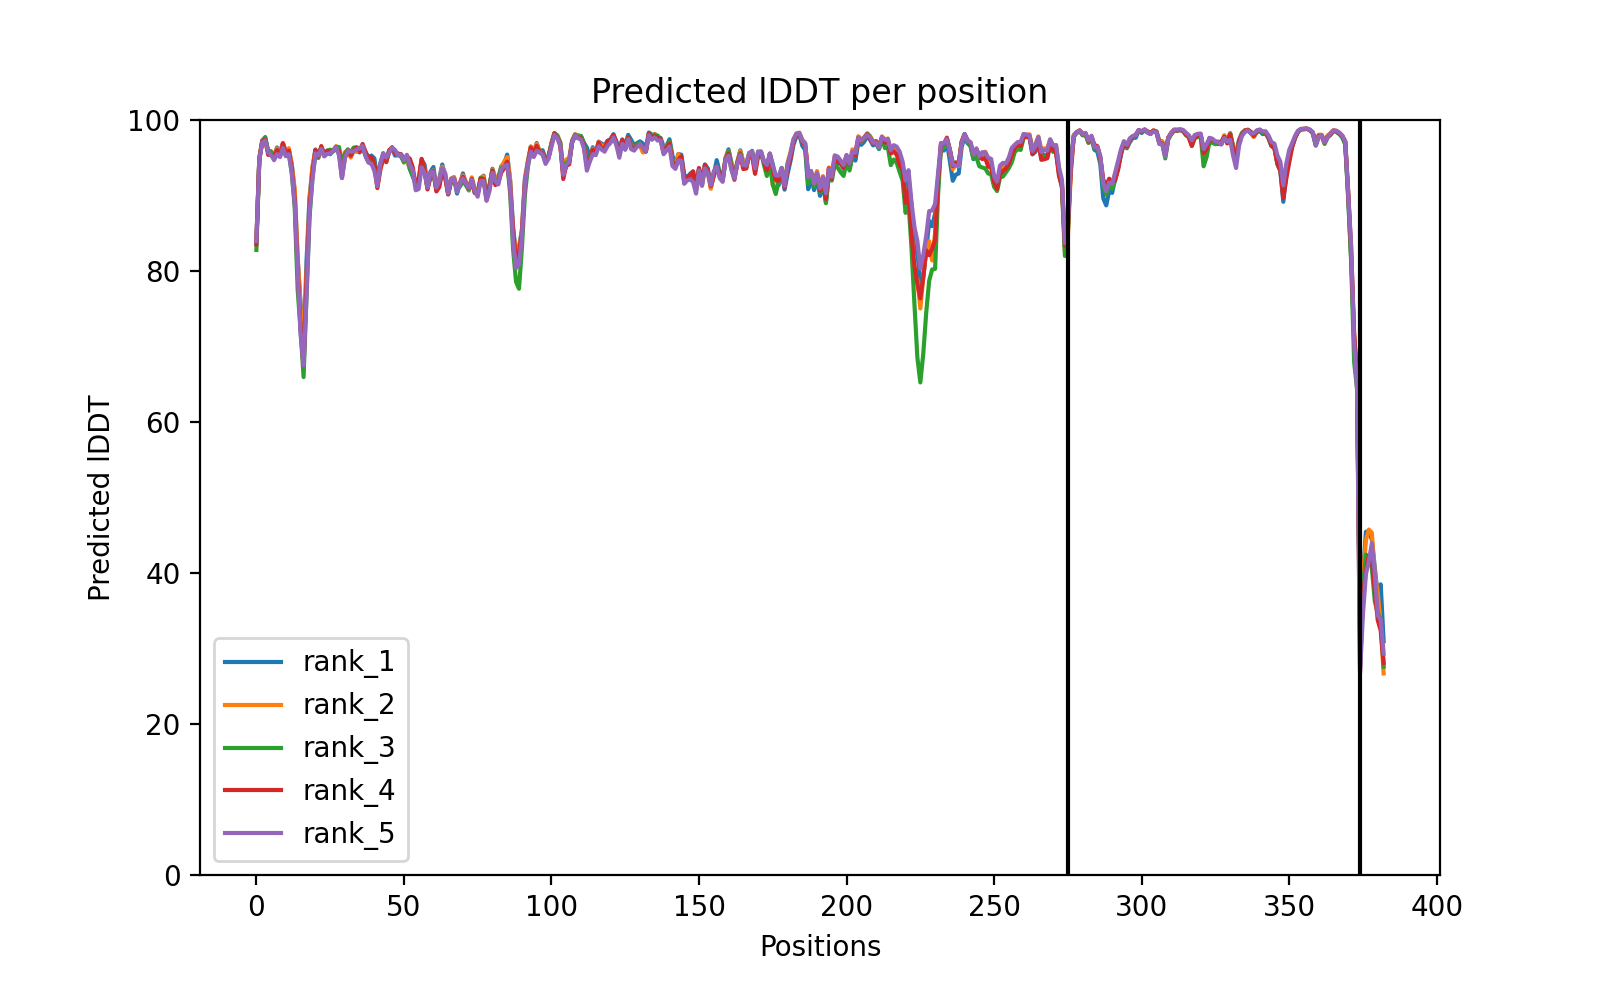 Predicted lDDT per position
100
80
60
40
20
0
Predicted lDDT
rank_1
rank_2
rank_3
rank_4
rank_5
0 50 100 150 200 250 300 350 400
Positions